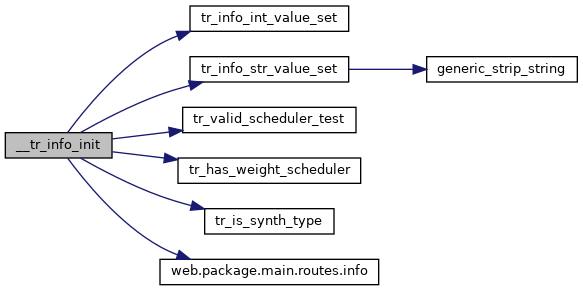 tr_info_int_value_set
tr_info_str_value_set
generic_strip_string
tr_valid_scheduler_test
__tr_info_init
tr_has_weight_scheduler
tr_is_synth_type
web.package.main.routes.info